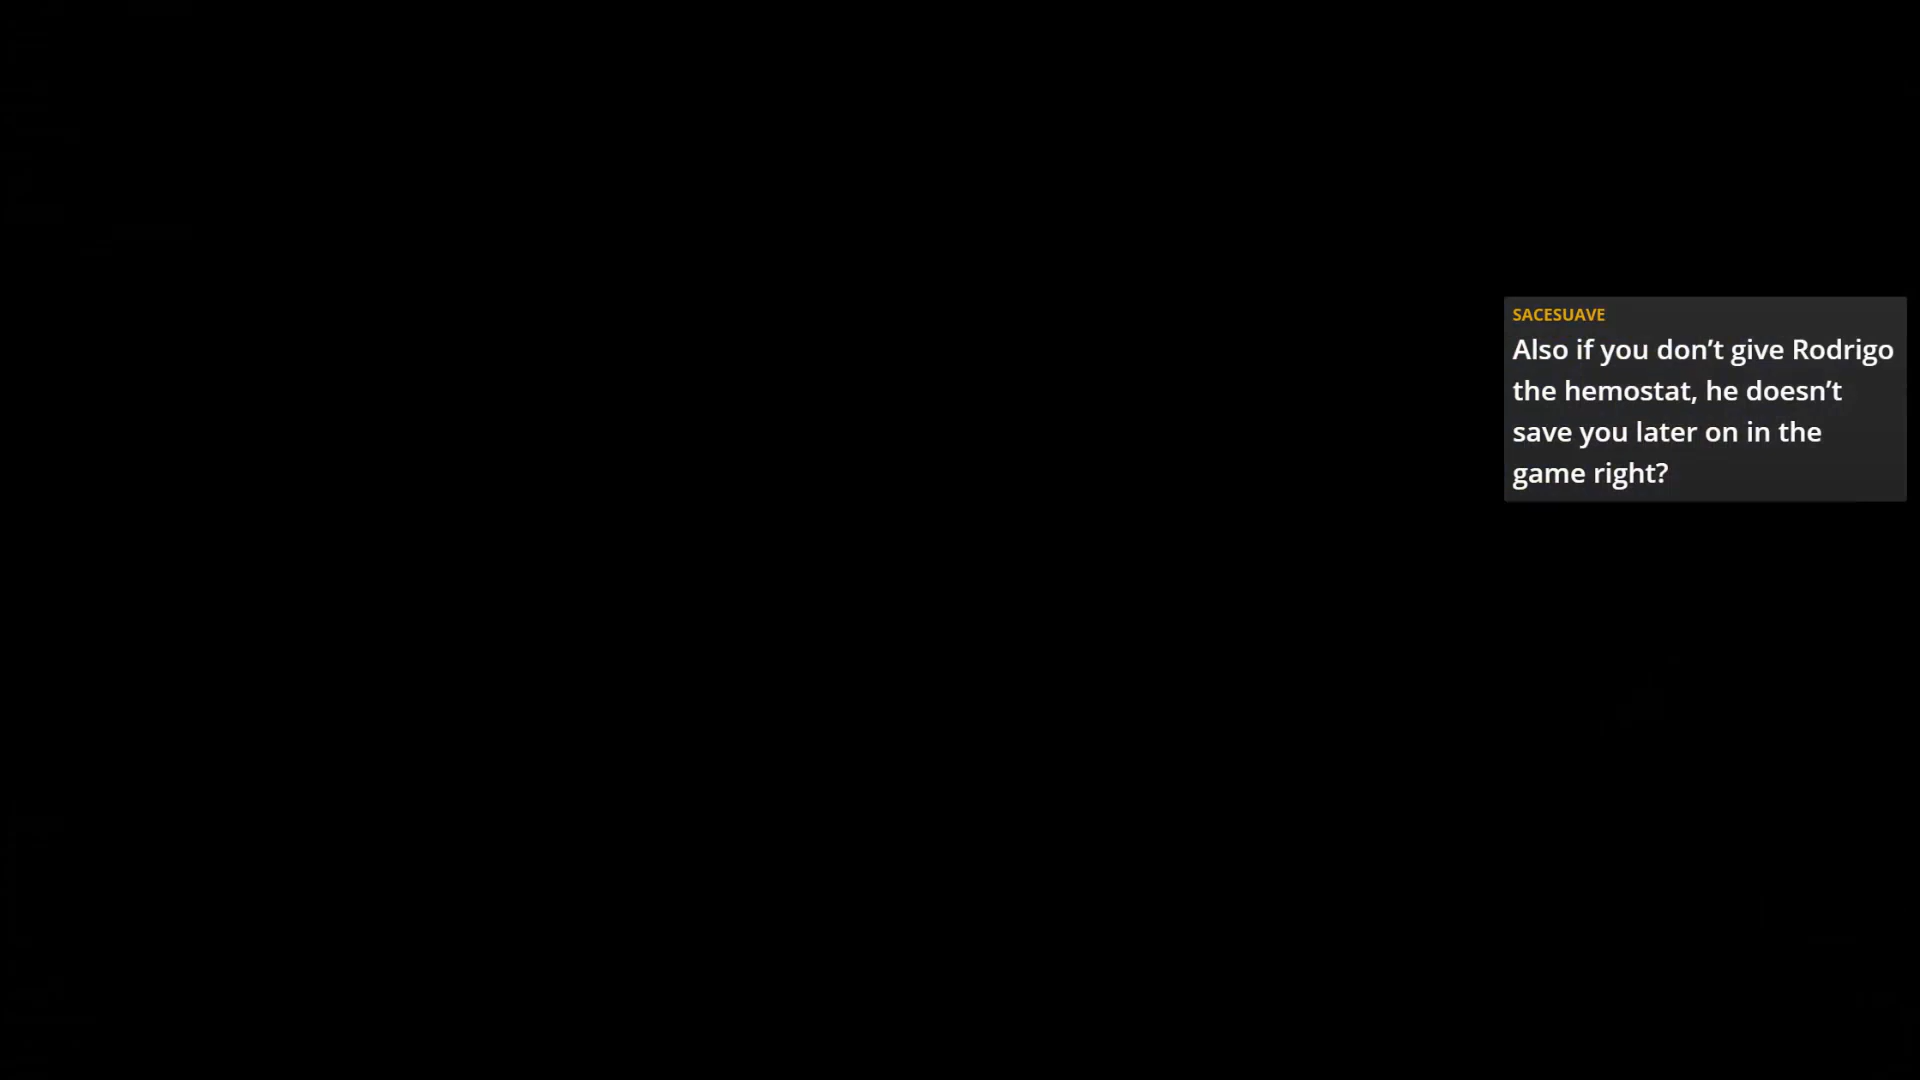 SACESUAVE
Also if you don’t give Rodrigo
the hemostat, he doesn’t
save you later on in the
game right?